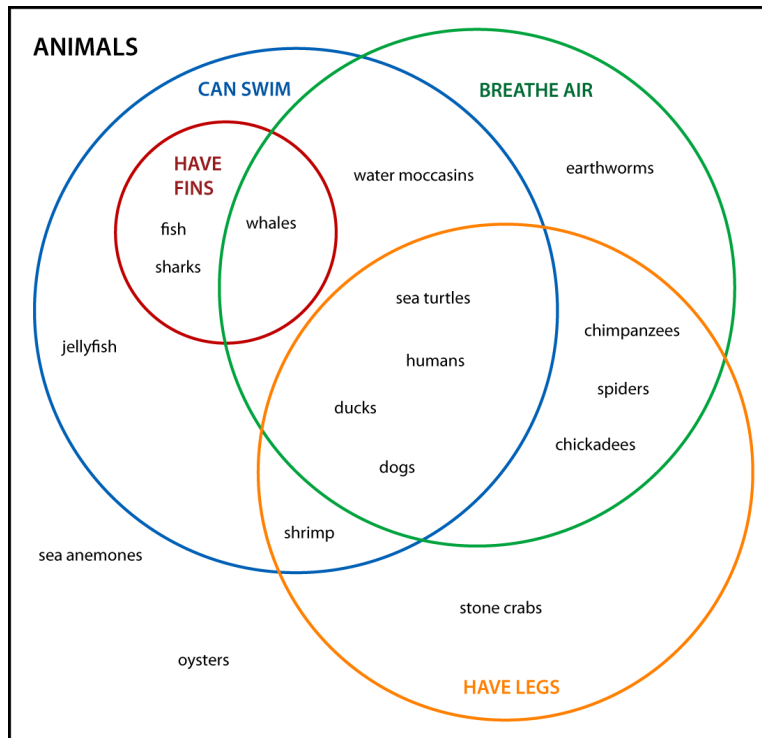 ANIMALS
CAN SWIM
BREATHE AIR
HAVE
FINS
earthworms
water moccasins
whales
fish
sharks
sea turtles
chimpanzees
jellyfish
humans
spiders
ducks
chickadees
dogs
shrimp
sea anemones
stone crabs
oysters
HAVE LEGS